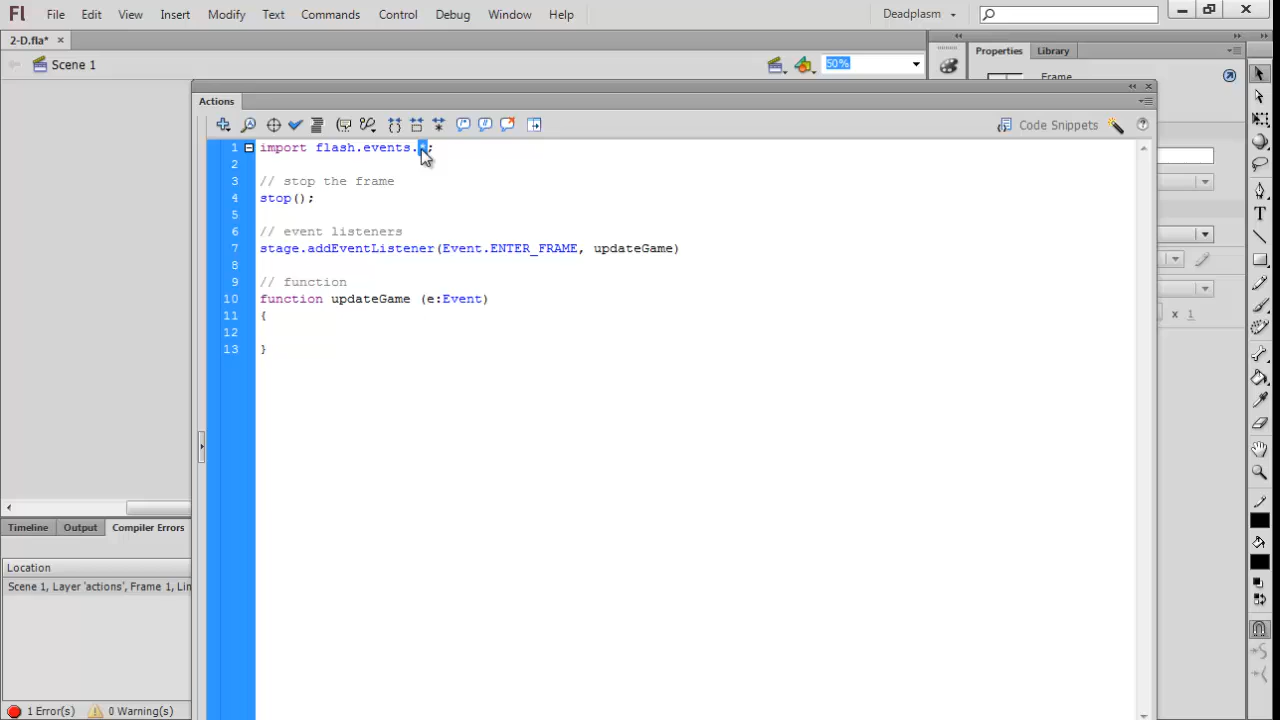 Fl File Edit View Insert Modify Text Commands Control Debug Window Help Deadplasm
2-D.fla* ×
Scene 1 50%
Properties Library
Frame
Actions
Code Snippets
1 import flash.events.*;
2
3 // stop the frame
4 stop();
5
6 // event listeners
7 stage.addEventListener(Event.ENTER_FRAME, updateGame)
8
9 // function
10 function updateGame (e:Event)
11 {
12
13 }
x 1
Timeline Output Compiler Errors
Location
Scene 1, Layer 'actions', Frame 1, Lin
1 Error(s) 0 Warning(s)